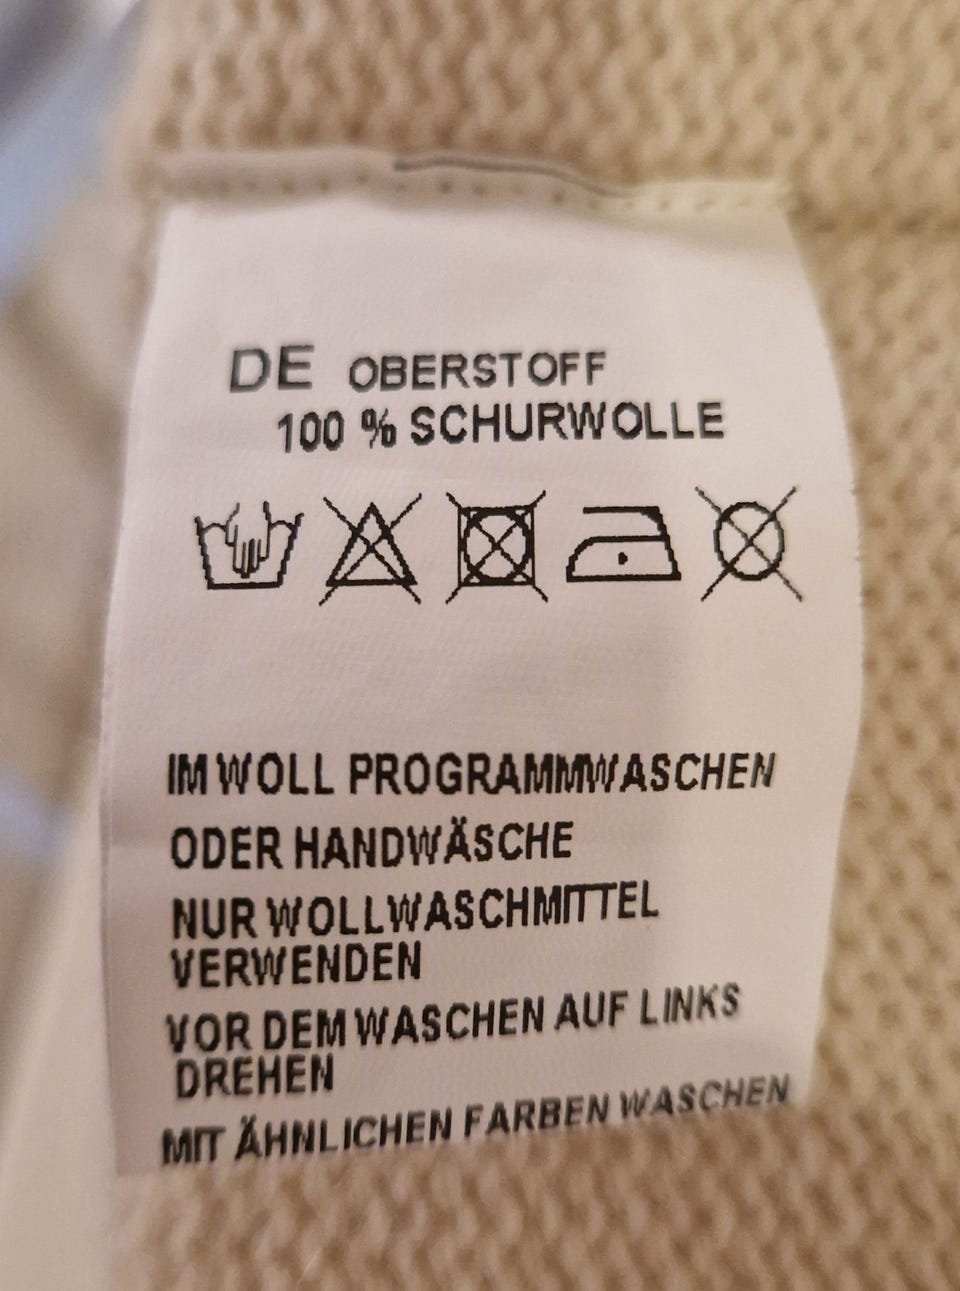 DE OBERSTOFF
100 % SCHURWOLLE
IM WOLL PROGRAMMWASCHEN
ODER HANDWÄSCHE
NUR WOLLWASCHMITTEL
VERWENDEN
VOR DEM WASCHEN AUF LINKS
DREHEN
MIT ÄHNLICHEN FARBEN WASCHEN